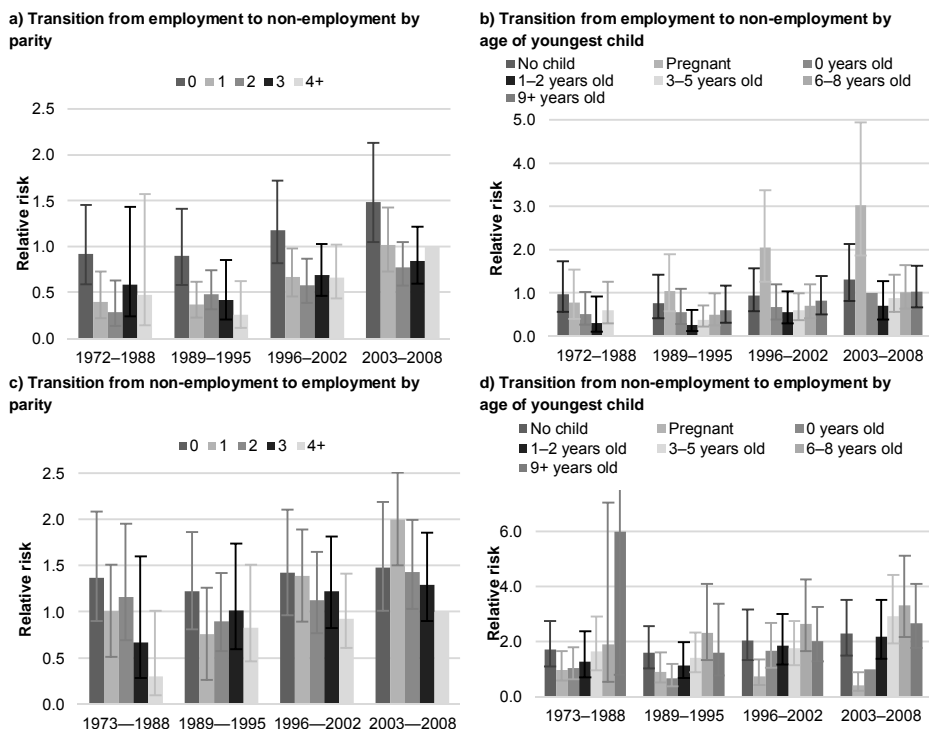 a) Transition from employment to non-employment by
parity
0 1 2 3 4+
2.5
2.0
1.5
1.0
0.5
0.0
Relative risk
1972–1988 1989–1995 1996–2002 2003–2008
b) Transition from employment to non-employment by
age of youngest child
No child Pregnant 0 years old
1–2 years old 3–5 years old 6–8 years old
9+ years old
5.0
4.0
3.0
2.0
1.0
0.0
Relative risk
1972–1988 1989–1995 1996–2002 2003–2008
c) Transition from non-employment to employment by
parity
0 1 2 3 4+
2.5
2.0
1.5
1.0
0.5
0.0
Relative risk
1973—1988 1989—1995 1996—2002 2003—2008
d) Transition from non-employment to employment by
age of youngest child
No child Pregnant 0 years old
1–2 years old 3–5 years old 6–8 years old
9+ years old
6.0
4.0
2.0
0.0
Relative risk
1973–1988 1989–1995 1996–2002 2003–2008